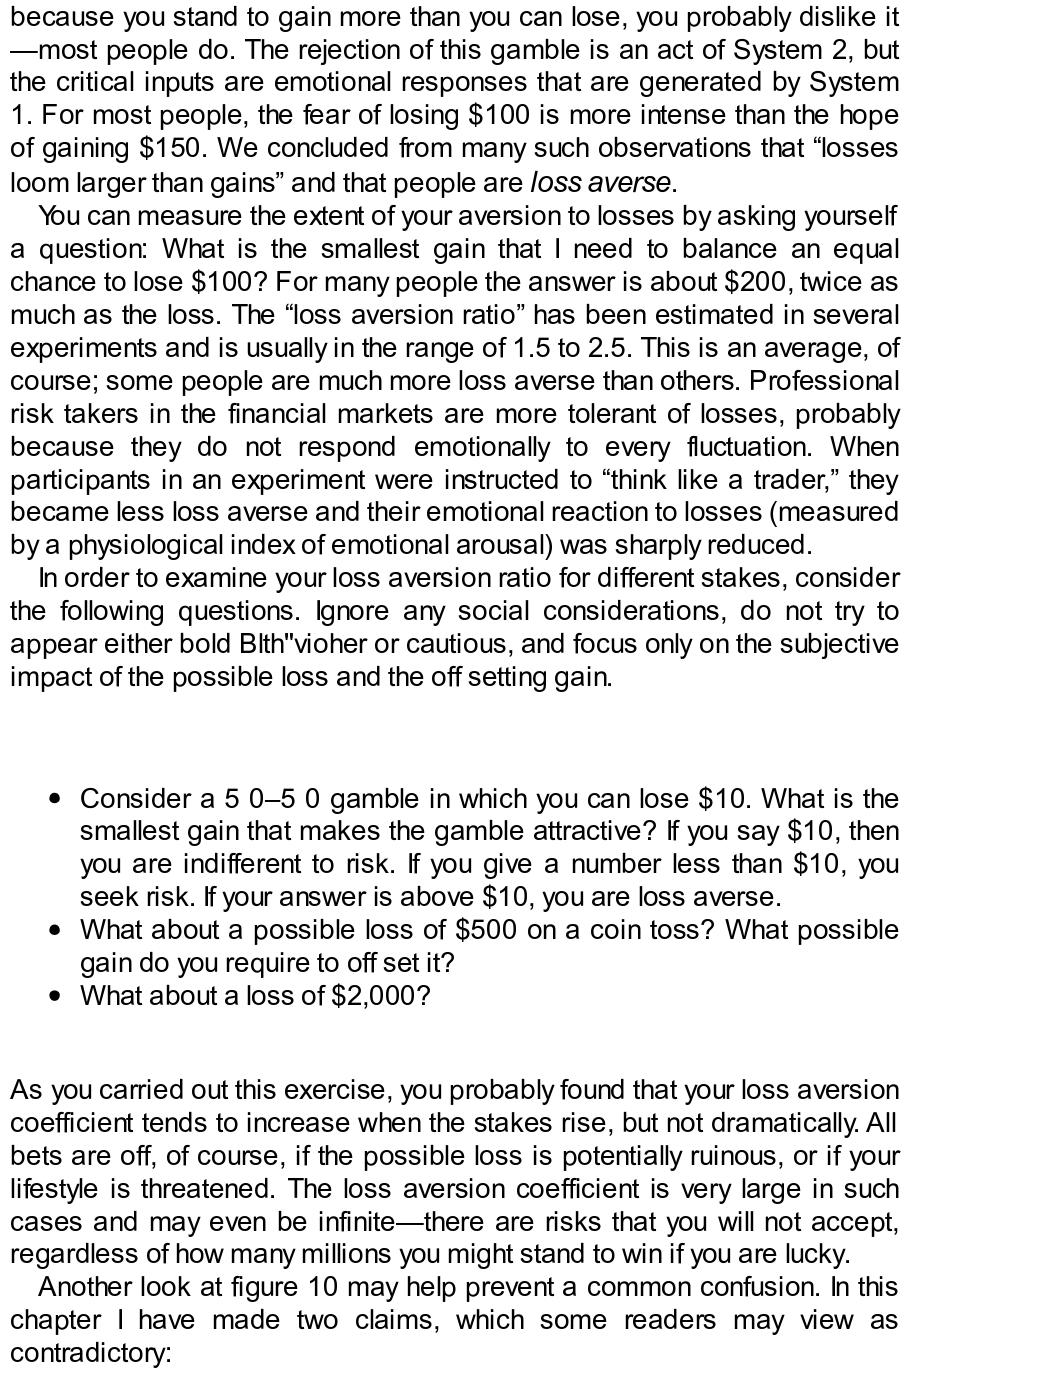 because you stand to gain more than you can lose, you probably dislike it
—most people do. The rejection of this gamble is an act of System 2, but
the critical inputs are emotional responses that are generated by System
1. For most people, the fear of losing $100 is more intense than the hope
of gaining $150. We concluded from many such observations that “losses
loom larger than gains” and that people are loss averse.
You can measure the extent of your aversion to losses by asking yourself
a question: What is the smallest gain that I need to balance an equal
chance to lose $100? For many people the answer is about $200, twice as
much as the loss. The “loss aversion ratio” has been estimated in several
experiments and is usually in the range of 1.5 to 2.5. This is an average, of
course; some people are much more loss averse than others. Professional
risk takers in the financial markets are more tolerant of losses, probably
because they do not respond emotionally to every fluctuation. When
participants in an experiment were instructed to “think like a trader,” they
became less loss averse and their emotional reaction to losses (measured
by a physiological index of emotional arousal) was sharply reduced.
In order to examine your loss aversion ratio for different stakes, consider
the following questions. Ignore any social considerations, do not try to
appear either bold Blth"vioher or cautious, and focus only on the subjective
impact of the possible loss and the off setting gain.
• Consider a 5 0–5 0 gamble in which you can lose $10. What is the
smallest gain that makes the gamble attractive? If you say $10, then
you are indifferent to risk. If you give a number less than $10, you
seek risk. If your answer is above $10, you are loss averse.
• What about a possible loss of $500 on a coin toss? What possible
gain do you require to off set it?
• What about a loss of $2,000?
As you carried out this exercise, you probably found that your loss aversion
coefficient tends to increase when the stakes rise, but not dramatically. All
bets are off, of course, if the possible loss is potentially ruinous, or if your
lifestyle is threatened. The loss aversion coefficient is very large in such
cases and may even be infinite—there are risks that you will not accept,
regardless of how many millions you might stand to win if you are lucky.
Another look at figure 10 may help prevent a common confusion. In this
chapter I have made two claims, which some readers may view as
contradictory: